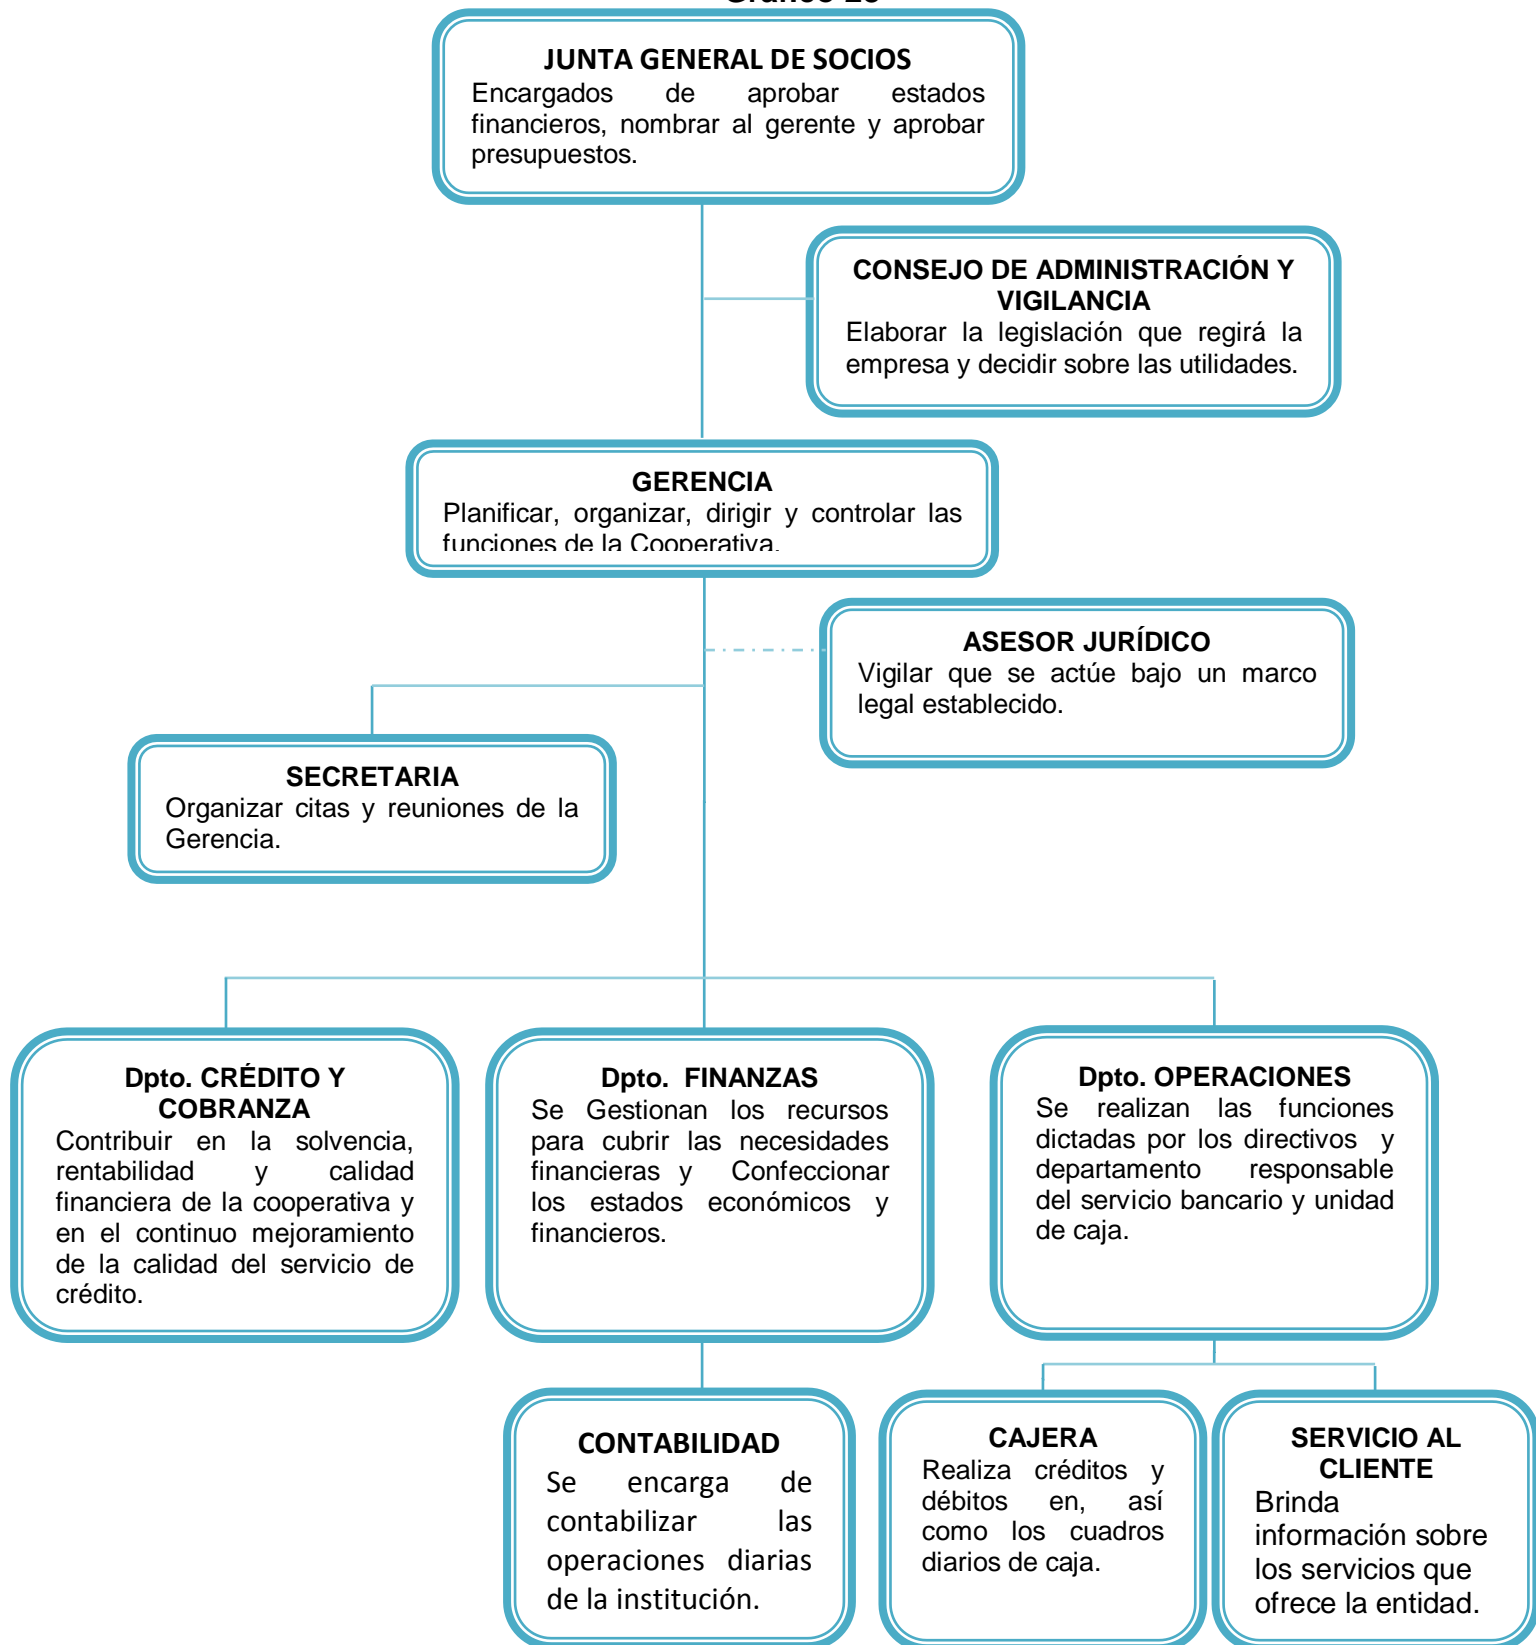 JUNTA GENERAL DE SOCIOS
Encargados de aprobar estados
financieros, nombrar al gerente y aprobar
presupuestos.
CONSEJO DE ADMINISTRACIÓN Y
VIGILANCIA
Elaborar la legislación que regirá la
empresa y decidir sobre las utilidades.
GERENCIA
Planificar, organizar, dirigir y controlar las
funciones de la Cooperativa.
ASESOR JURÍDICO
Vigilar que se actúe bajo un marco
legal establecido.
SECRETARIA
Organizar citas y reuniones de la
Gerencia.
Dpto. CRÉDITO Y
COBRANZA
Contribuir en la solvencia,
rentabilidad y calidad
financiera de la cooperativa y
en el continuo mejoramiento
de la calidad del servicio de
crédito.
Dpto. FINANZAS
Se Gestionan los recursos
para cubrir las necesidades
financieras y Confeccionar
los estados económicos y
financieros.
Dpto. OPERACIONES
Se realizan las funciones
dictadas por los directivos y
departamento responsable
del servicio bancario y unidad
de caja.
CONTABILIDAD
Se encarga de
contabilizar las
operaciones diarias
de la institución.
CAJERA
Realiza créditos y
débitos en, así
como los cuadros
diarios de caja.
SERVICIO AL
CLIENTE
Brinda
información sobre
los servicios que
ofrece la entidad.